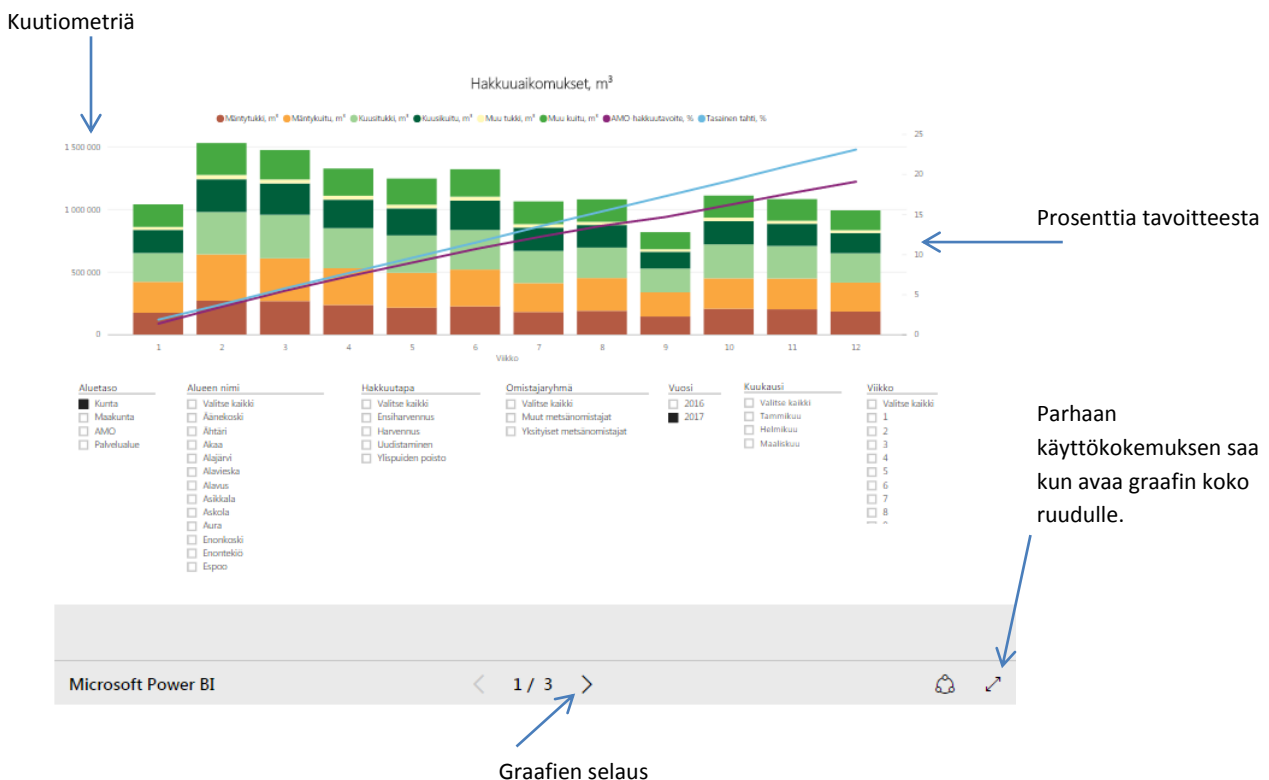 Kuutiometriä
Hakkuuaikomukset, m³
Mäntytukki, m³ Mäntykuitu, m³ Kuusitukki, m³ Kuusikuitu, m³ Muu tukki, m³ Muu kuitu, m³ AMO-hakkuutavoite, % Tasainen tahti, %
1 500 000
1 000 000
500 000
0
25
20
15
10
5
0
1 2 3 4 5 6 7 8 9 10 11 12
Viikko
Prosenttia tavoitteesta
Aluetaso
Kunta
Maakunta
AMO
Palvelualue
Alueen nimi
Valitse kaikki
Äänekoski
Ähtäri
Akaa
Alajärvi
Alavieska
Alavus
Asikkala
Askola
Aura
Enonkoski
Enontekiö
Espoo
Hakkuutapa
Valitse kaikki
Ensiharvennus
Harvennus
Uudistaminen
Ylispuiden poisto
Omistajaryhmä
Valitse kaikki
Muut metsänomistajat
Yksityiset metsänomistajat
Vuosi
2016
2017
Kuukausi
Valitse kaikki
Tammikuu
Helmikuu
Maaliskuu
Viikko
Valitse kaikki
1
2
3
4
5
6
7
8
Parhaan
käyttökokemuksen saa
kun avaa graafin koko
ruudulle.
Microsoft Power BI
1 / 3
Graafien selaus